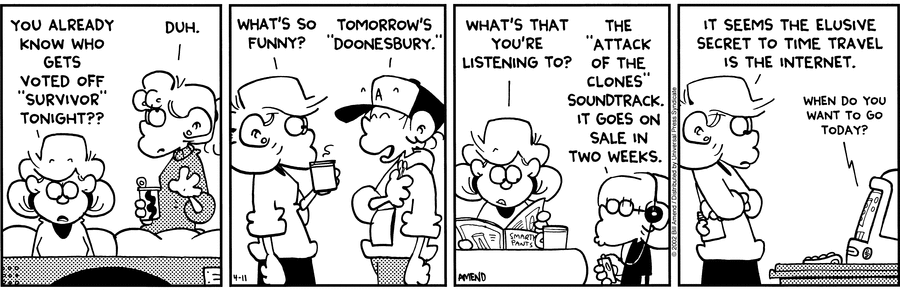 YOU ALREADY
KNOW WHO
GETS
VOTED OFF
"SURVIVOR"
TONIGHT??
DUH.
WHAT'S SO
FUNNY?
TOMORROW'S
"DOONESBURY."
A
4-11
WHAT'S THAT
YOU'RE
LISTENING TO?
THE
"ATTACK
OF THE
CLONES"
SOUNDTRACK.
IT GOES ON
SALE IN
TWO WEEKS.
SMARTY
PANTS
AMEND
© 2002 Bill Amend / Distributed by Universal Press Syndicate
IT SEEMS THE ELUSIVE
SECRET TO TIME TRAVEL
IS THE INTERNET.
WHEN DO YOU
WANT TO GO
TODAY?